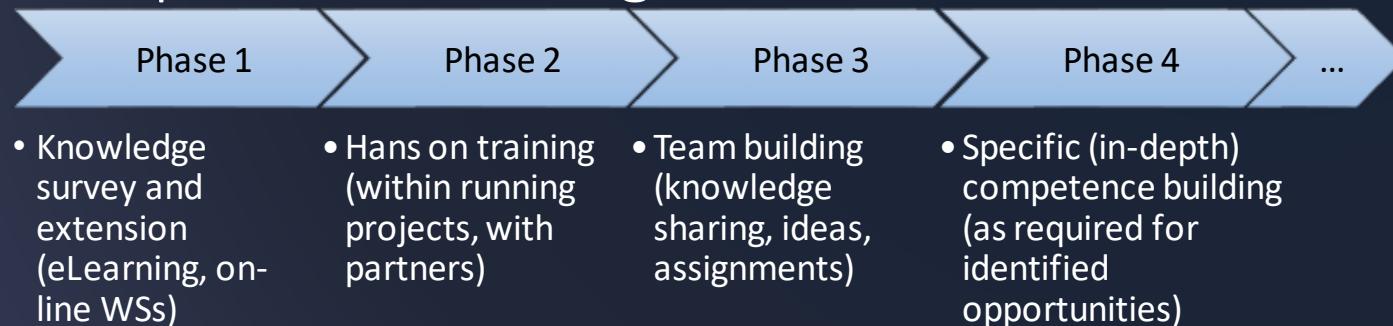 Phase 1
Phase 2
Phase 3
Phase 4
...
• Knowledge
survey and
extension
(eLearning, on-
line WSs)
• Hans on training
(within running
projects, with
partners)
• Team building
(knowledge
sharing, ideas,
assignments)
• Specific (in-depth)
competence building
(as required for
identified
opportunities)